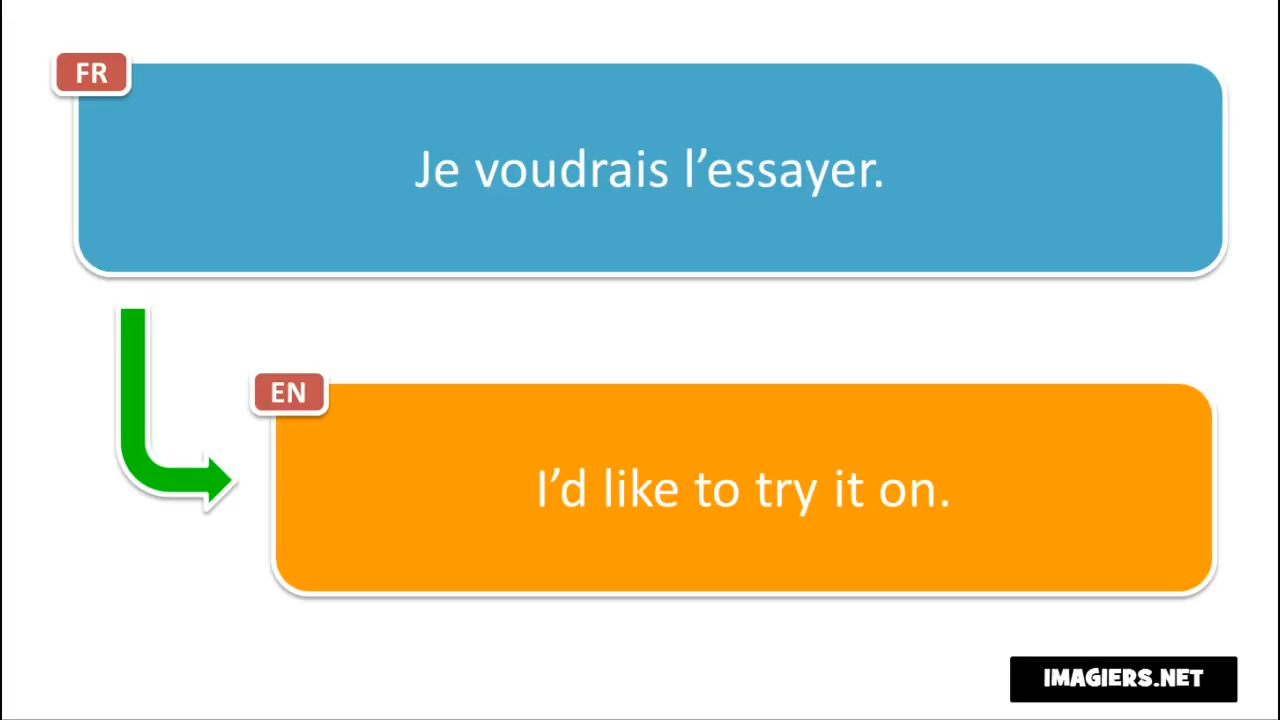 FR
Je voudrais l’essayer.
EN
I’d like to try it on.
IMAGIERS.NET